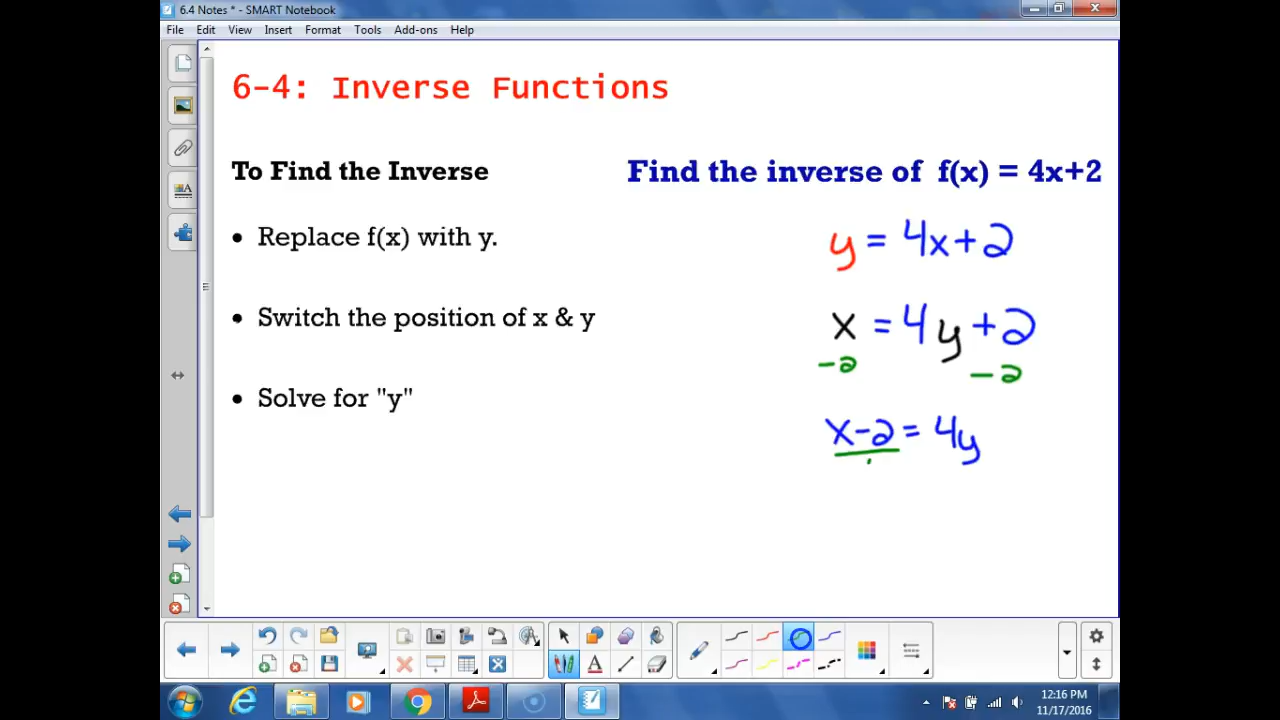 6.4 Notes * - SMART Notebook
File Edit View Insert Format Tools Add-ons Help
6-4: Inverse Functions
To Find the Inverse
Find the inverse of f(x) = 4x+2
• Replace f(x) with y.
y = 4x+2
• Switch the position of x & y
x = 4y+2
-2 -2
• Solve for "y"
x-2 = 4y
12:16 PM
11/17/2016